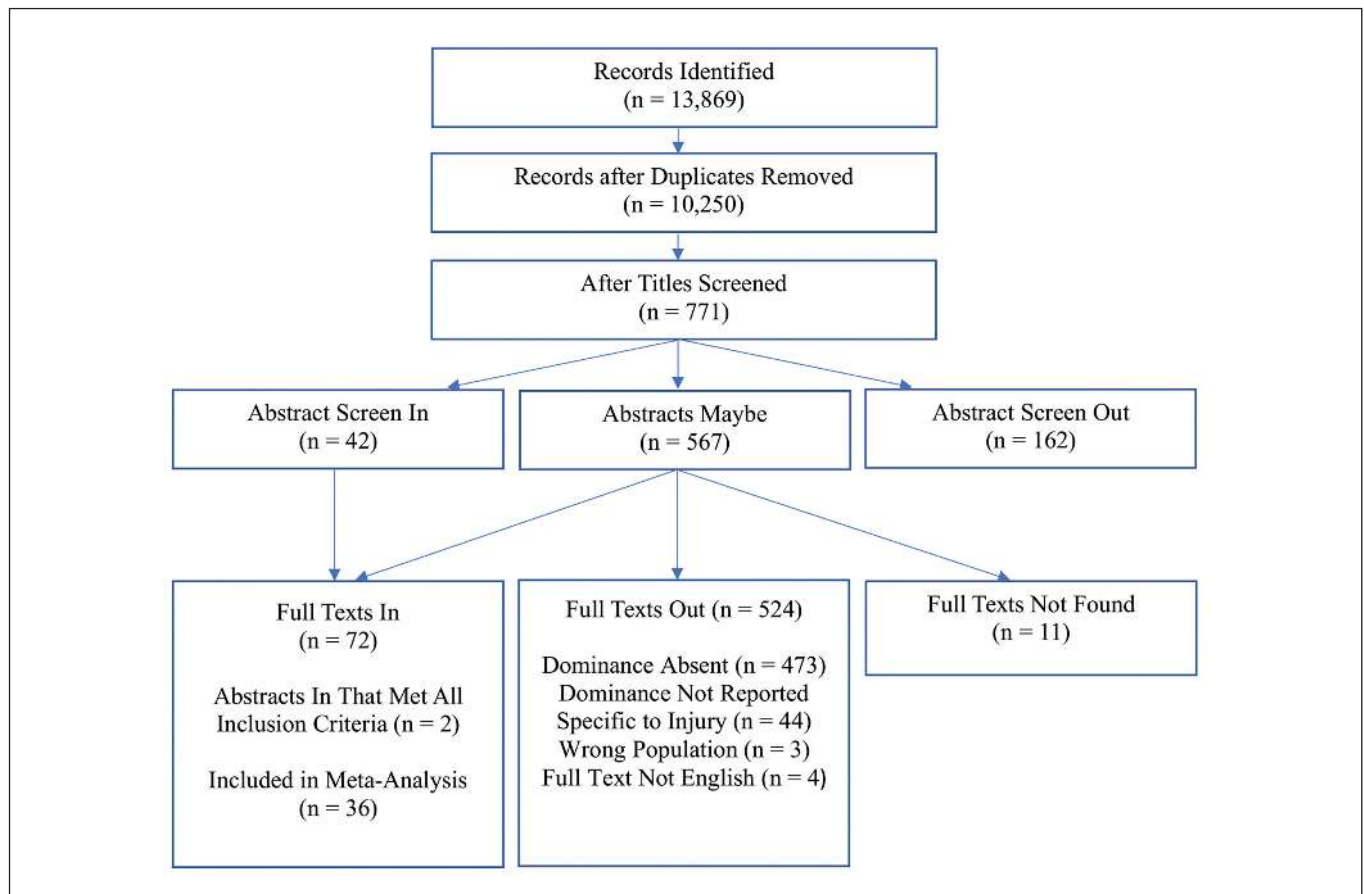 Records Identified
(n = 13,869)
Records after Duplicates Removed
(n = 10,250)
After Titles Screened
(n = 771)
Abstract Screen In
(n = 42)
Abstracts Maybe
(n = 567)
Abstract Screen Out
(n = 162)
Full Texts In
(n = 72)
Abstracts In That Met All
Inclusion Criteria (n = 2)
Included in Meta-Analysis
(n = 36)
Full Texts Out (n = 524)
Dominance Absent (n = 473)
Dominance Not Reported
Specific to Injury (n = 44)
Wrong Population (n = 3)
Full Text Not English (n = 4)
Full Texts Not Found
(n = 11)